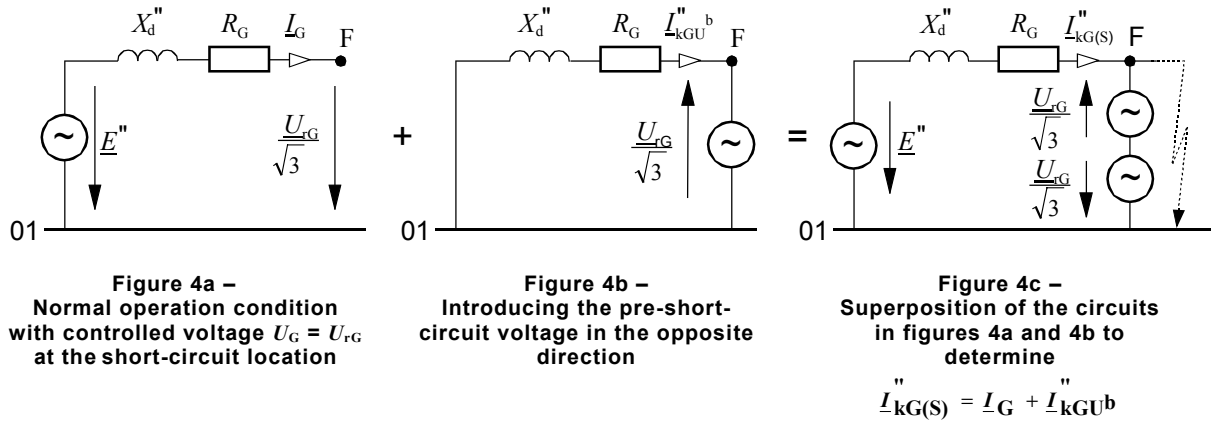 X"d RG IG F
E" UrG/√3
01
+
X"d RG I"kGUb F
UrG/√3
01
=
X"d RG I"kG(S) F
E" UrG/√3
UrG/√3
01
Figure 4a –
Normal operation condition
with controlled voltage UG = UrG
at the short-circuit location
Figure 4b –
Introducing the pre-short-
circuit voltage in the opposite
direction
Figure 4c –
Superposition of the circuits
in figures 4a and 4b to
determine
I"kG(S) = IG + I"kGUb